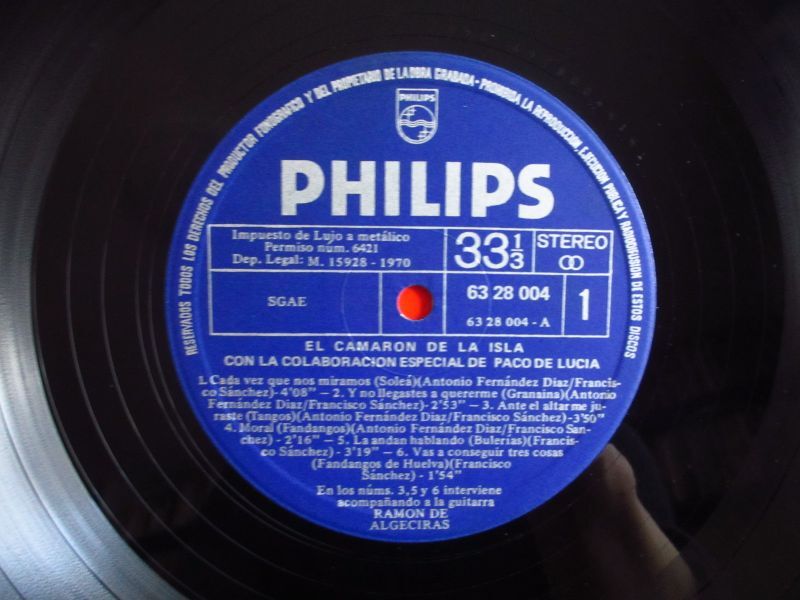 RESERVADOS TODOS LOS DERECHOS DEL PRODUCTOR FONOGRAFICO Y DEL PROPIETARIO DE LA OBRA GRABADA - PROHIBIDA LA REPRODUCCION, EJECUCION PUBLICA Y RADIODIFUSION DE ESTOS DISCOS
PHILIPS
PHILIPS
Impuesto de Lujo a metálico
Permiso núm. 6421
Dep. Legal: M. 15928 - 1970
33 1/3
STEREO
SGAE
63 28 004
63 28 004 - A
1
EL CAMARON DE LA ISLA
CON LA COLABORACION ESPECIAL DE PACO DE LUCIA
1. Cada vez que nos miramos (Soleá)(Antonio Fernández Díaz/Francis-
co Sánchez)- 4'08" – 2. Y no llegastes a quererme (Granaina)(Antonio
Fernández Díaz/Francisco Sánchez)- 2'53" – 3. Ante el altar me ju-
raste (Tangos)(Antonio Fernández Díaz/Francisco Sánchez) -3'50"
4. Moral (Fandangos)(Antonio Fernández Díaz/Francisco San-
chez) - 2'16" – 5. La andan hablando (Bulerías)(Francis-
co Sánchez) - 3'19" – 6. Vas a conseguir tres cosas
(Fandangos de Huelva)(Francisco
Sánchez) - 1'54"
En los núms. 3, 5 y 6 interviene
acompañando a la guitarra
RAMON DE
ALGECIRAS